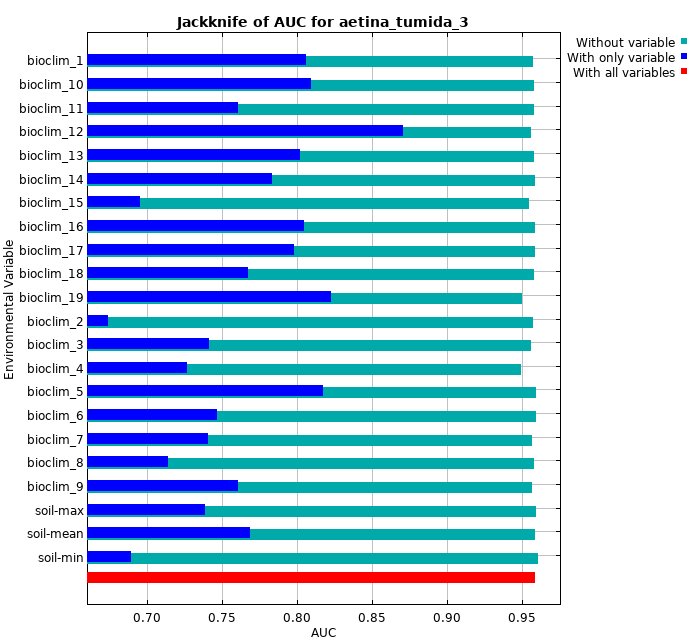 Jackknife of AUC for aetina_tumida_3
Without variable
With only variable
With all variables
Environmental Variable
bioclim_1
bioclim_10
bioclim_11
bioclim_12
bioclim_13
bioclim_14
bioclim_15
bioclim_16
bioclim_17
bioclim_18
bioclim_19
bioclim_2
bioclim_3
bioclim_4
bioclim_5
bioclim_6
bioclim_7
bioclim_8
bioclim_9
soil-max
soil-mean
soil-min
0.70 0.75 0.80 0.85 0.90 0.95
AUC